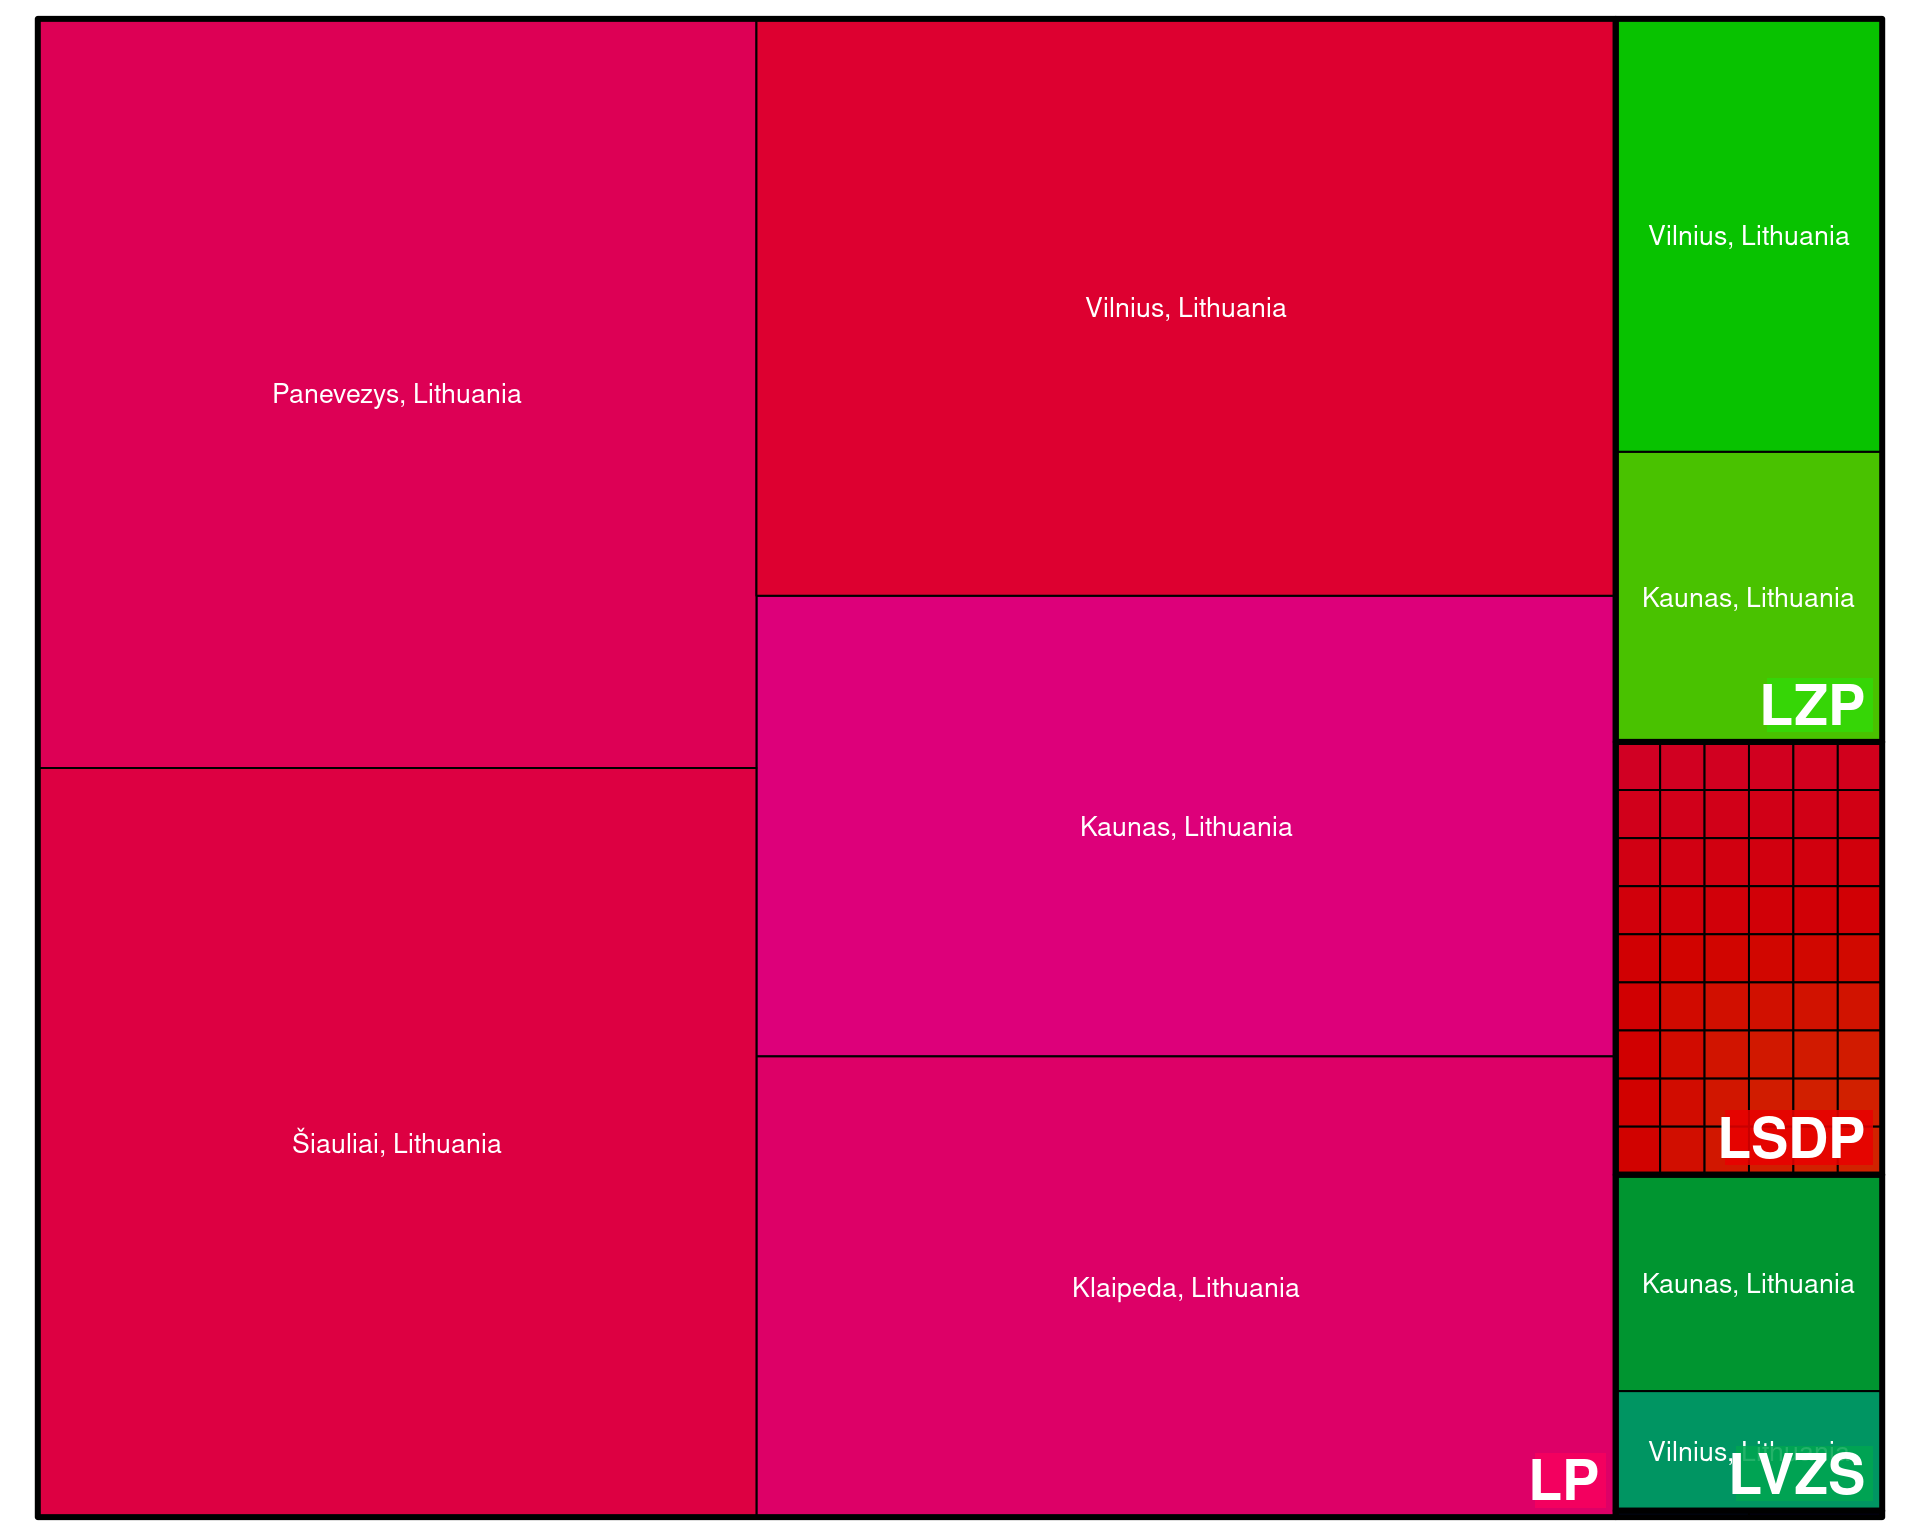 Panevezys, Lithuania
Šiauliai, Lithuania
Vilnius, Lithuania
Kaunas, Lithuania
Klaipeda, Lithuania
LP
Vilnius, Lithuania
Kaunas, Lithuania
LZP
LSDP
Kaunas, Lithuania
Vilnius, Lithuania
LVZS